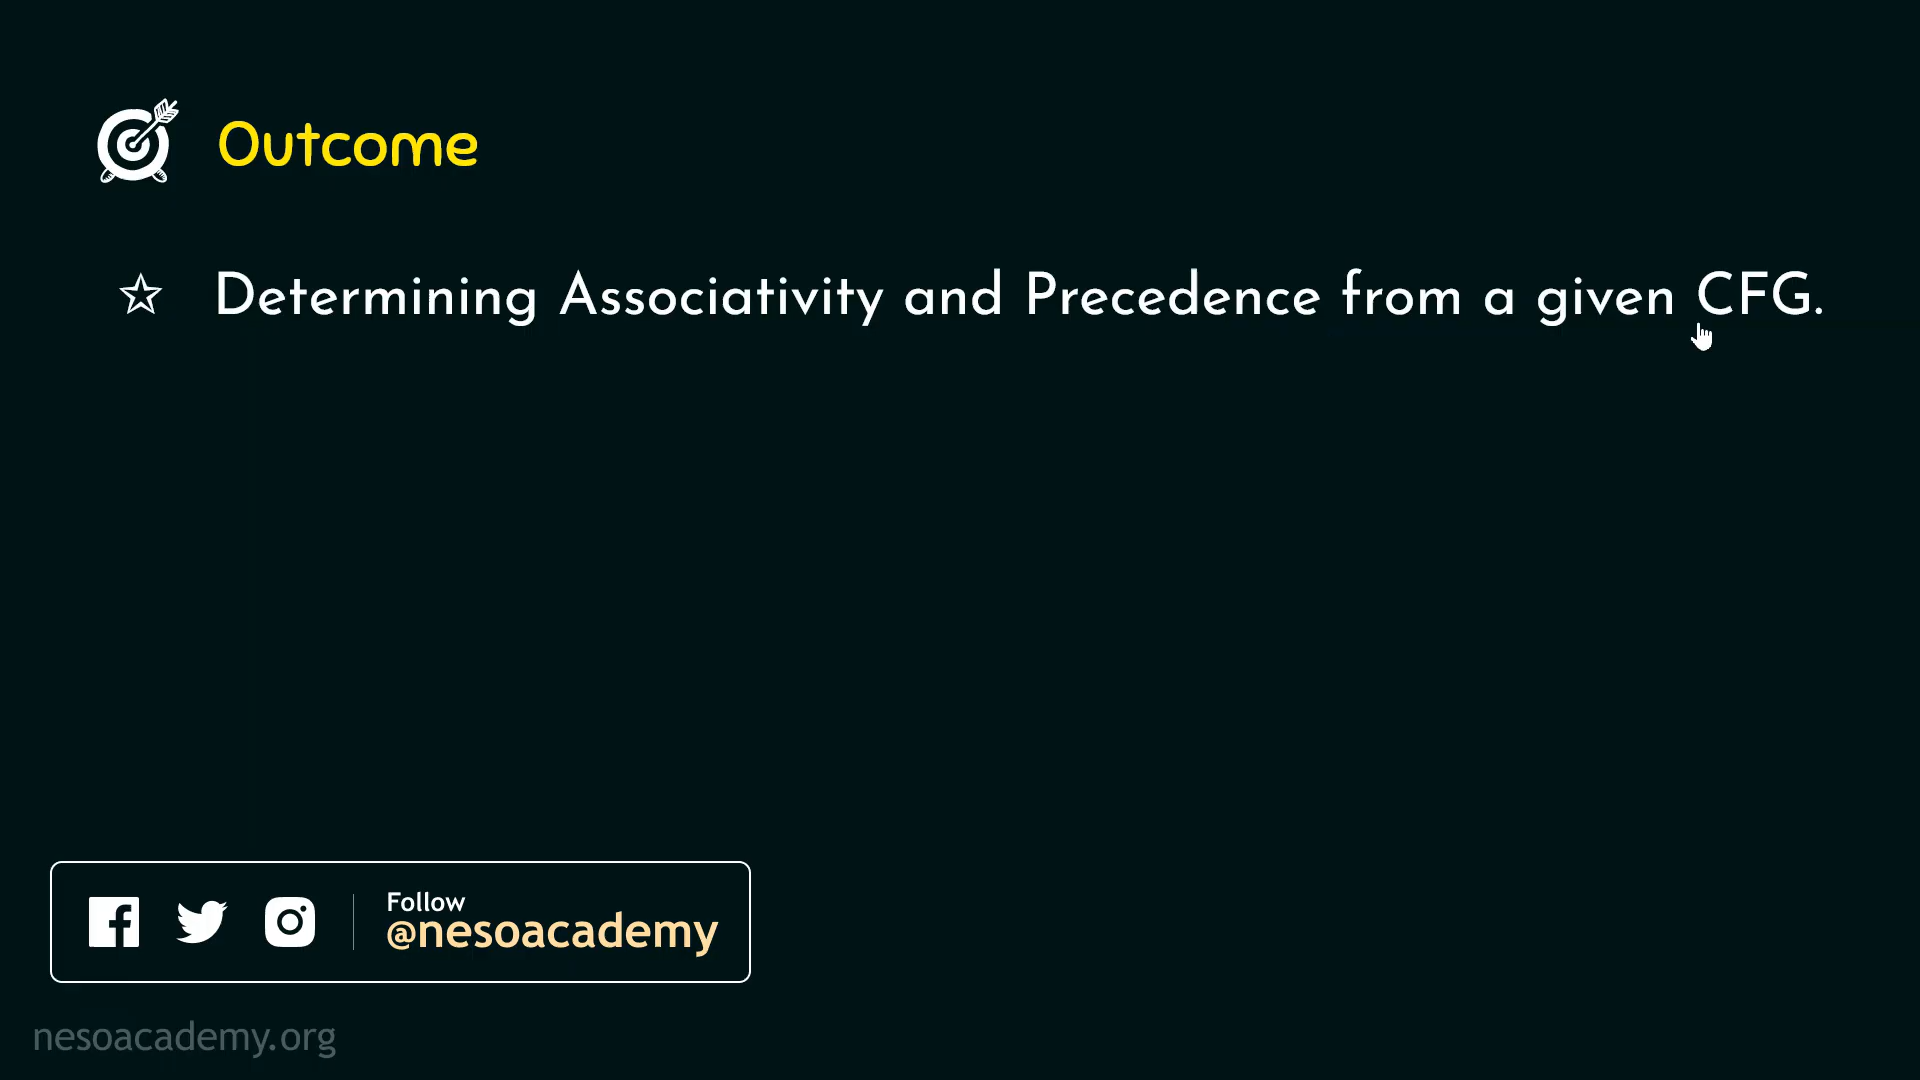 Outcome
☆ Determining Associativity and Precedence from a given CFG.
Follow
@nesoacademy
nesoacademy.org